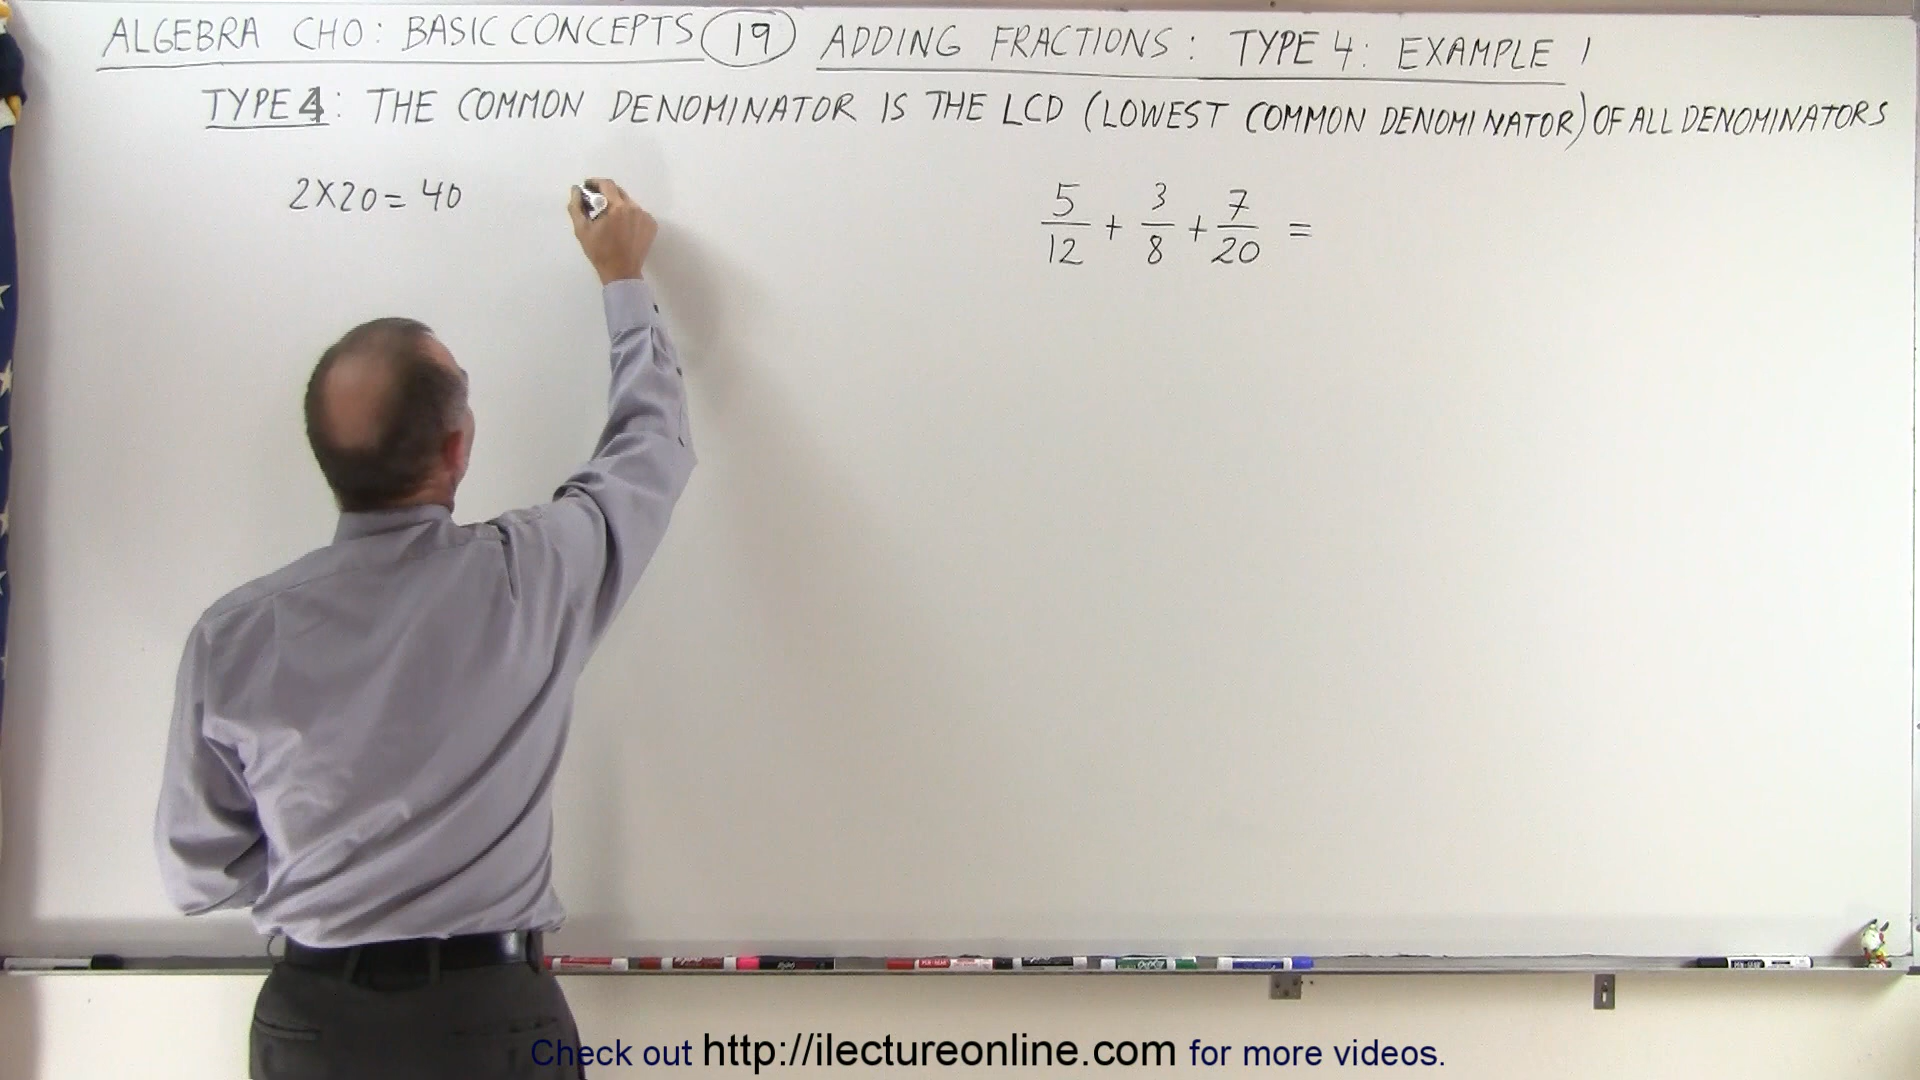 ALGEBRA CHO: BASIC CONCEPTS 19 ADDING FRACTIONS: TYPE 4: EXAMPLE 1
TYPE 4: THE COMMON DENOMINATOR IS THE LCD (LOWEST COMMON DENOMINATOR) OF ALL DENOMINATORS
2X20 = 40
5/12 + 3/8 + 7/20 =
Check out http://ilectureonline.com for more videos.